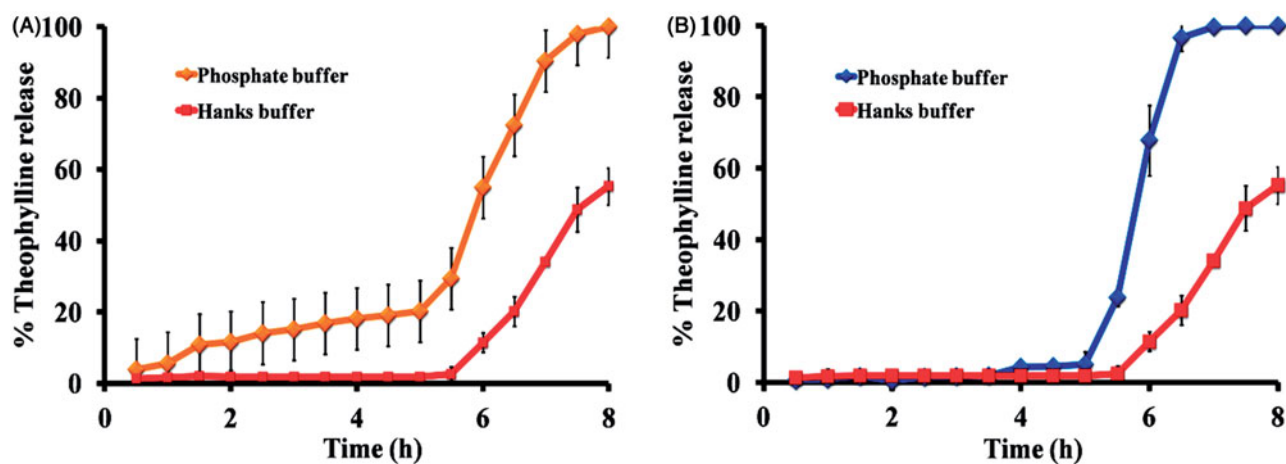 (A)
100
80
60
40
20
0
% Theophylline release
Phosphate buffer
Hanks buffer
0 2 4 6 8
Time (h)
(B)
100
80
60
40
20
0
% Theophylline release
Phosphate buffer
Hanks buffer
0 2 4 6 8
Time (h)